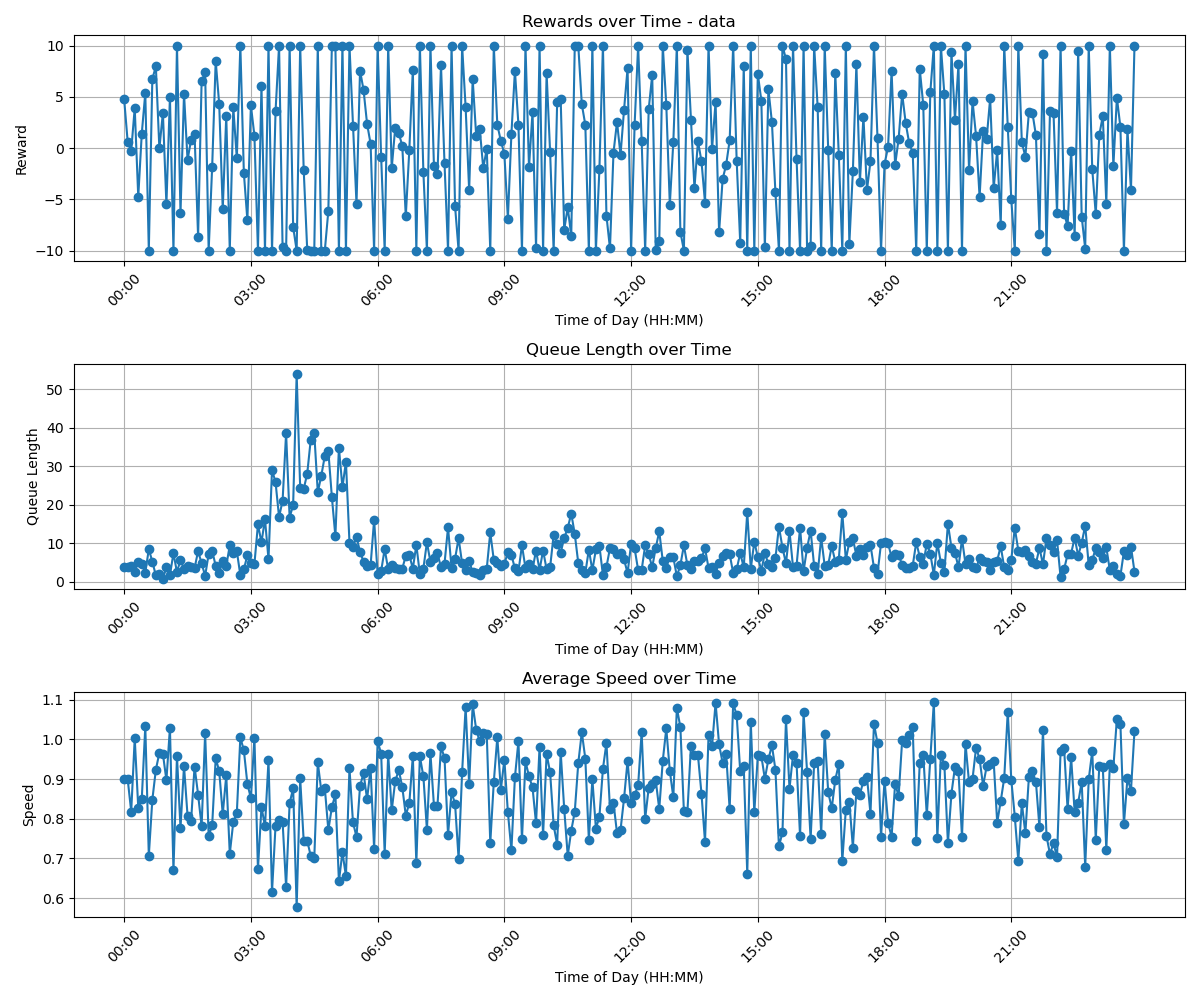 Rewards over Time - data
10
5
0
−5
−10
Reward
00:00 03:00 06:00 09:00 12:00 15:00 18:00 21:00
Time of Day (HH:MM)
Queue Length over Time
50
40
30
20
10
0
Queue Length
00:00 03:00 06:00 09:00 12:00 15:00 18:00 21:00
Time of Day (HH:MM)
Average Speed over Time
1.1
1.0
0.9
0.8
0.7
0.6
Speed
00:00 03:00 06:00 09:00 12:00 15:00 18:00 21:00
Time of Day (HH:MM)